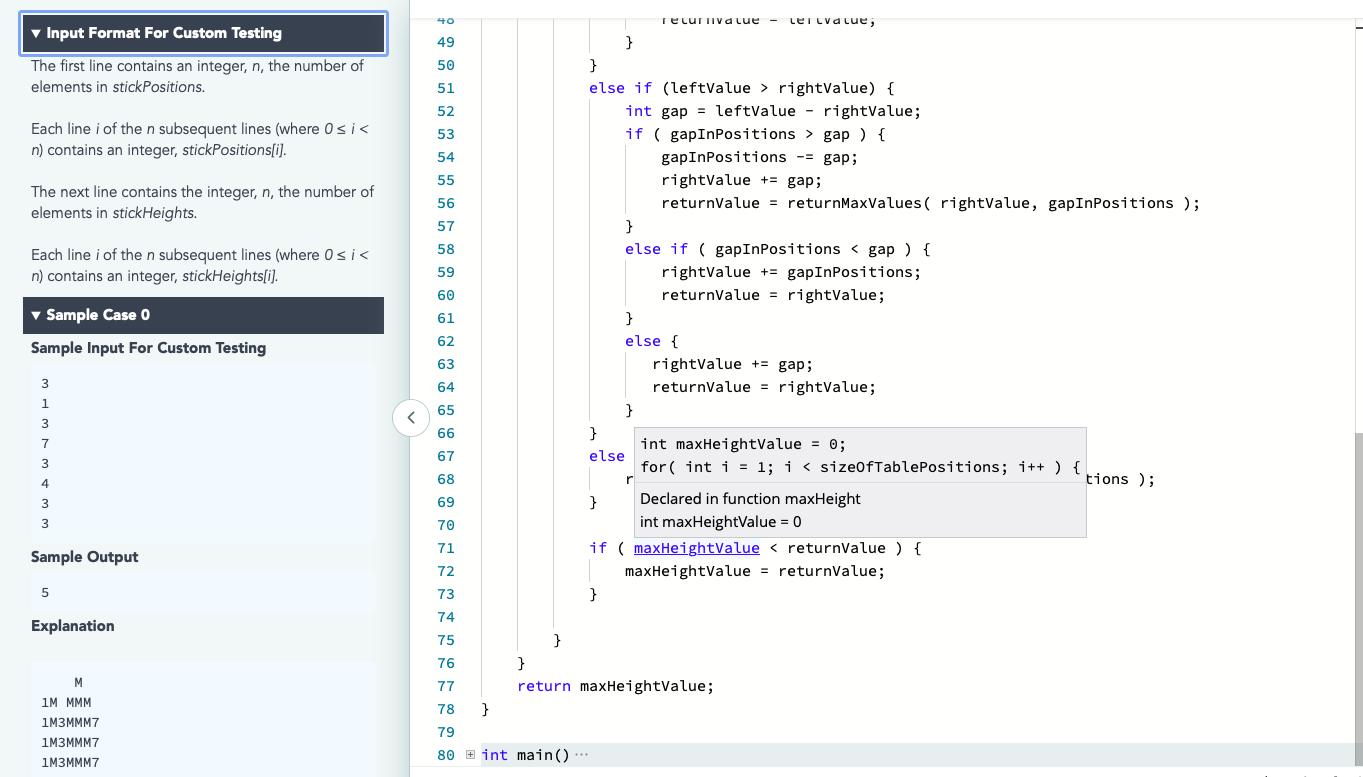 ▼ Input Format For Custom Testing
The first line contains an integer, n, the number of
elements in stickPositions.
Each line i of the n subsequent lines (where 0 ≤ i <
n) contains an integer, stickPositions[i].
The next line contains the integer, n, the number of
elements in stickHeights.
Each line i of the n subsequent lines (where 0 ≤ i <
n) contains an integer, stickHeights[i].
▼ Sample Case 0
Sample Input For Custom Testing
3
1
3
7
3
4
3
3
Sample Output
5
Explanation
M
1M MMM
1M3MMM7
1M3MMM7
1M3MMM7
48 returnValue = leftValue;
49 }
50 }
51 else if (leftValue > rightValue) {
52 int gap = leftValue - rightValue;
53 if ( gapInPositions > gap ) {
54 gapInPositions -= gap;
55 rightValue += gap;
56 returnValue = returnMaxValues( rightValue, gapInPositions );
57 }
58 else if ( gapInPositions < gap ) {
59 rightValue += gapInPositions;
60 returnValue = rightValue;
61 }
62 else {
63 rightValue += gap;
64 returnValue = rightValue;
65 }
66 }
67 else
68 r tions );
69 }
70
int maxHeightValue = 0;
for( int i = 1; i < sizeOfTablePositions; i++ ) {
Declared in function maxHeight
int maxHeightValue = 0
71 if ( maxHeightValue < returnValue ) {
72 maxHeightValue = returnValue;
73 }
74
75 }
76 }
77 return maxHeightValue;
78 }
79
80 int main() ···